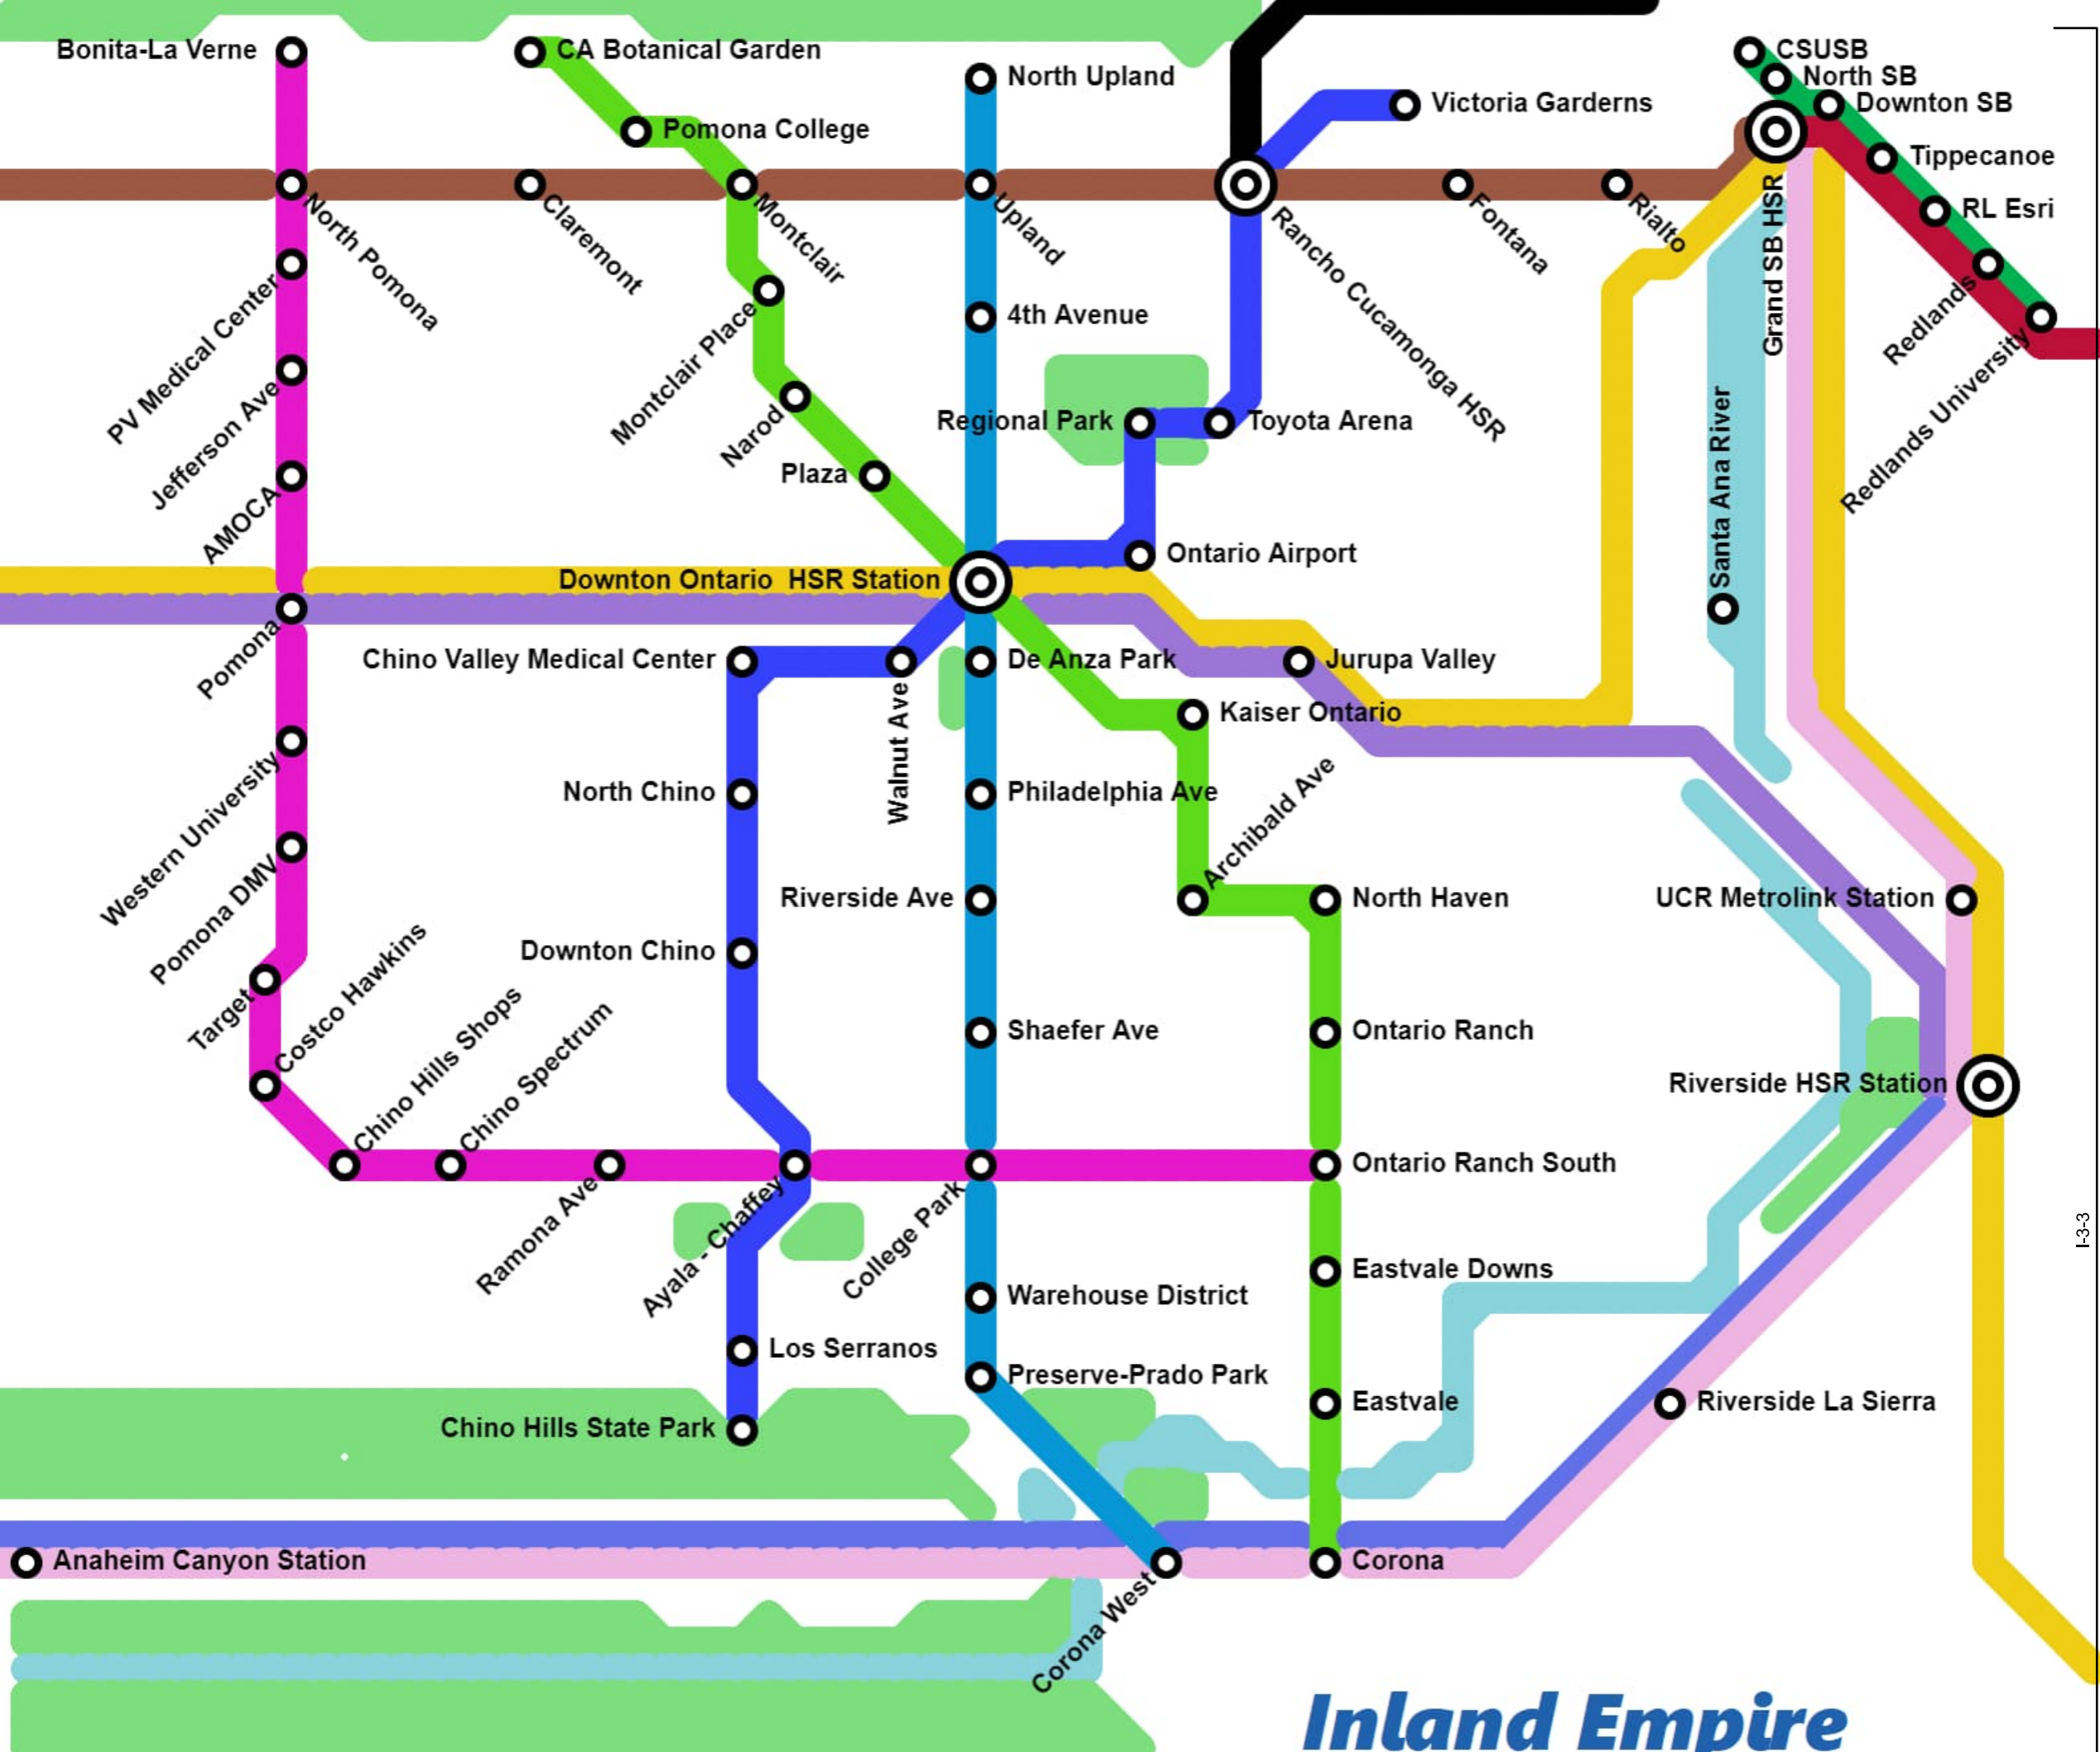 Bonita-La Verne
CA Botanical Garden
CSUSB
North Upland
North SB
Victoria Garderns
Downton SB
Pomona College
Tippecanoe
North Pomona
Claremont
Montclair
Upland
Rancho Cucamonga HSR
Fontana
Rialto
Grand SB HSR
RL Esri
PV Medical Center
Montclair Place
4th Avenue
Redlands
Redlands University
Jefferson Ave
Narod
Regional Park
Toyota Arena
Santa Ana River
AMOCA
Plaza
Ontario Airport
Downton Ontario HSR Station
Pomona
Chino Valley Medical Center
Walnut Ave
De Anza Park
Jurupa Valley
Kaiser Ontario
Western University
North Chino
Philadelphia Ave
Archibald Ave
Pomona DMV
Riverside Ave
North Haven
UCR Metrolink Station
Downton Chino
Target
Costco Hawkins
Shaefer Ave
Ontario Ranch
Riverside HSR Station
Chino Hills Shops
Chino Spectrum
Ramona Ave
Ayala - Chaffey
College Park
Ontario Ranch South
I-3-3
Eastvale Downs
Warehouse District
Los Serranos
Preserve-Prado Park
Eastvale
Riverside La Sierra
Chino Hills State Park
Anaheim Canyon Station
Corona West
Corona
Inland Empire